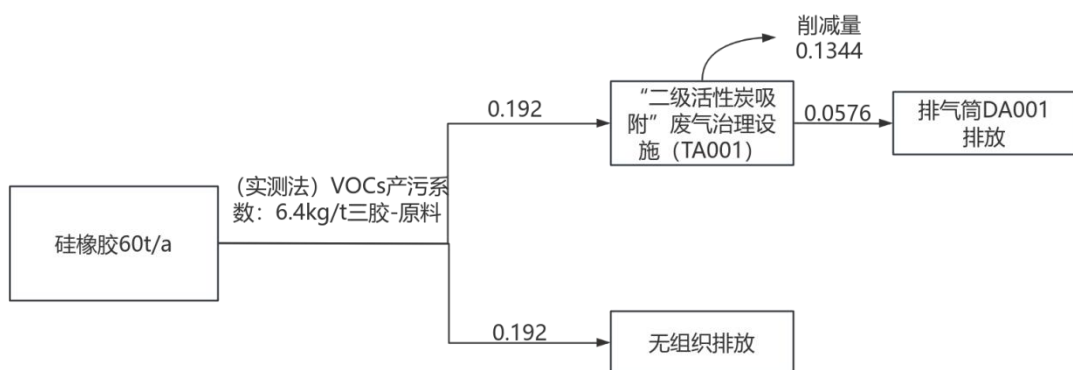 削减量
0.1344
0.192
“二级活性炭吸
附”废气治理设
施（TA001）
0.0576
排气筒DA001
排放
（实测法）VOCs产污系
数：6.4kg/t三胶-原料
硅橡胶60t/a
0.192
无组织排放